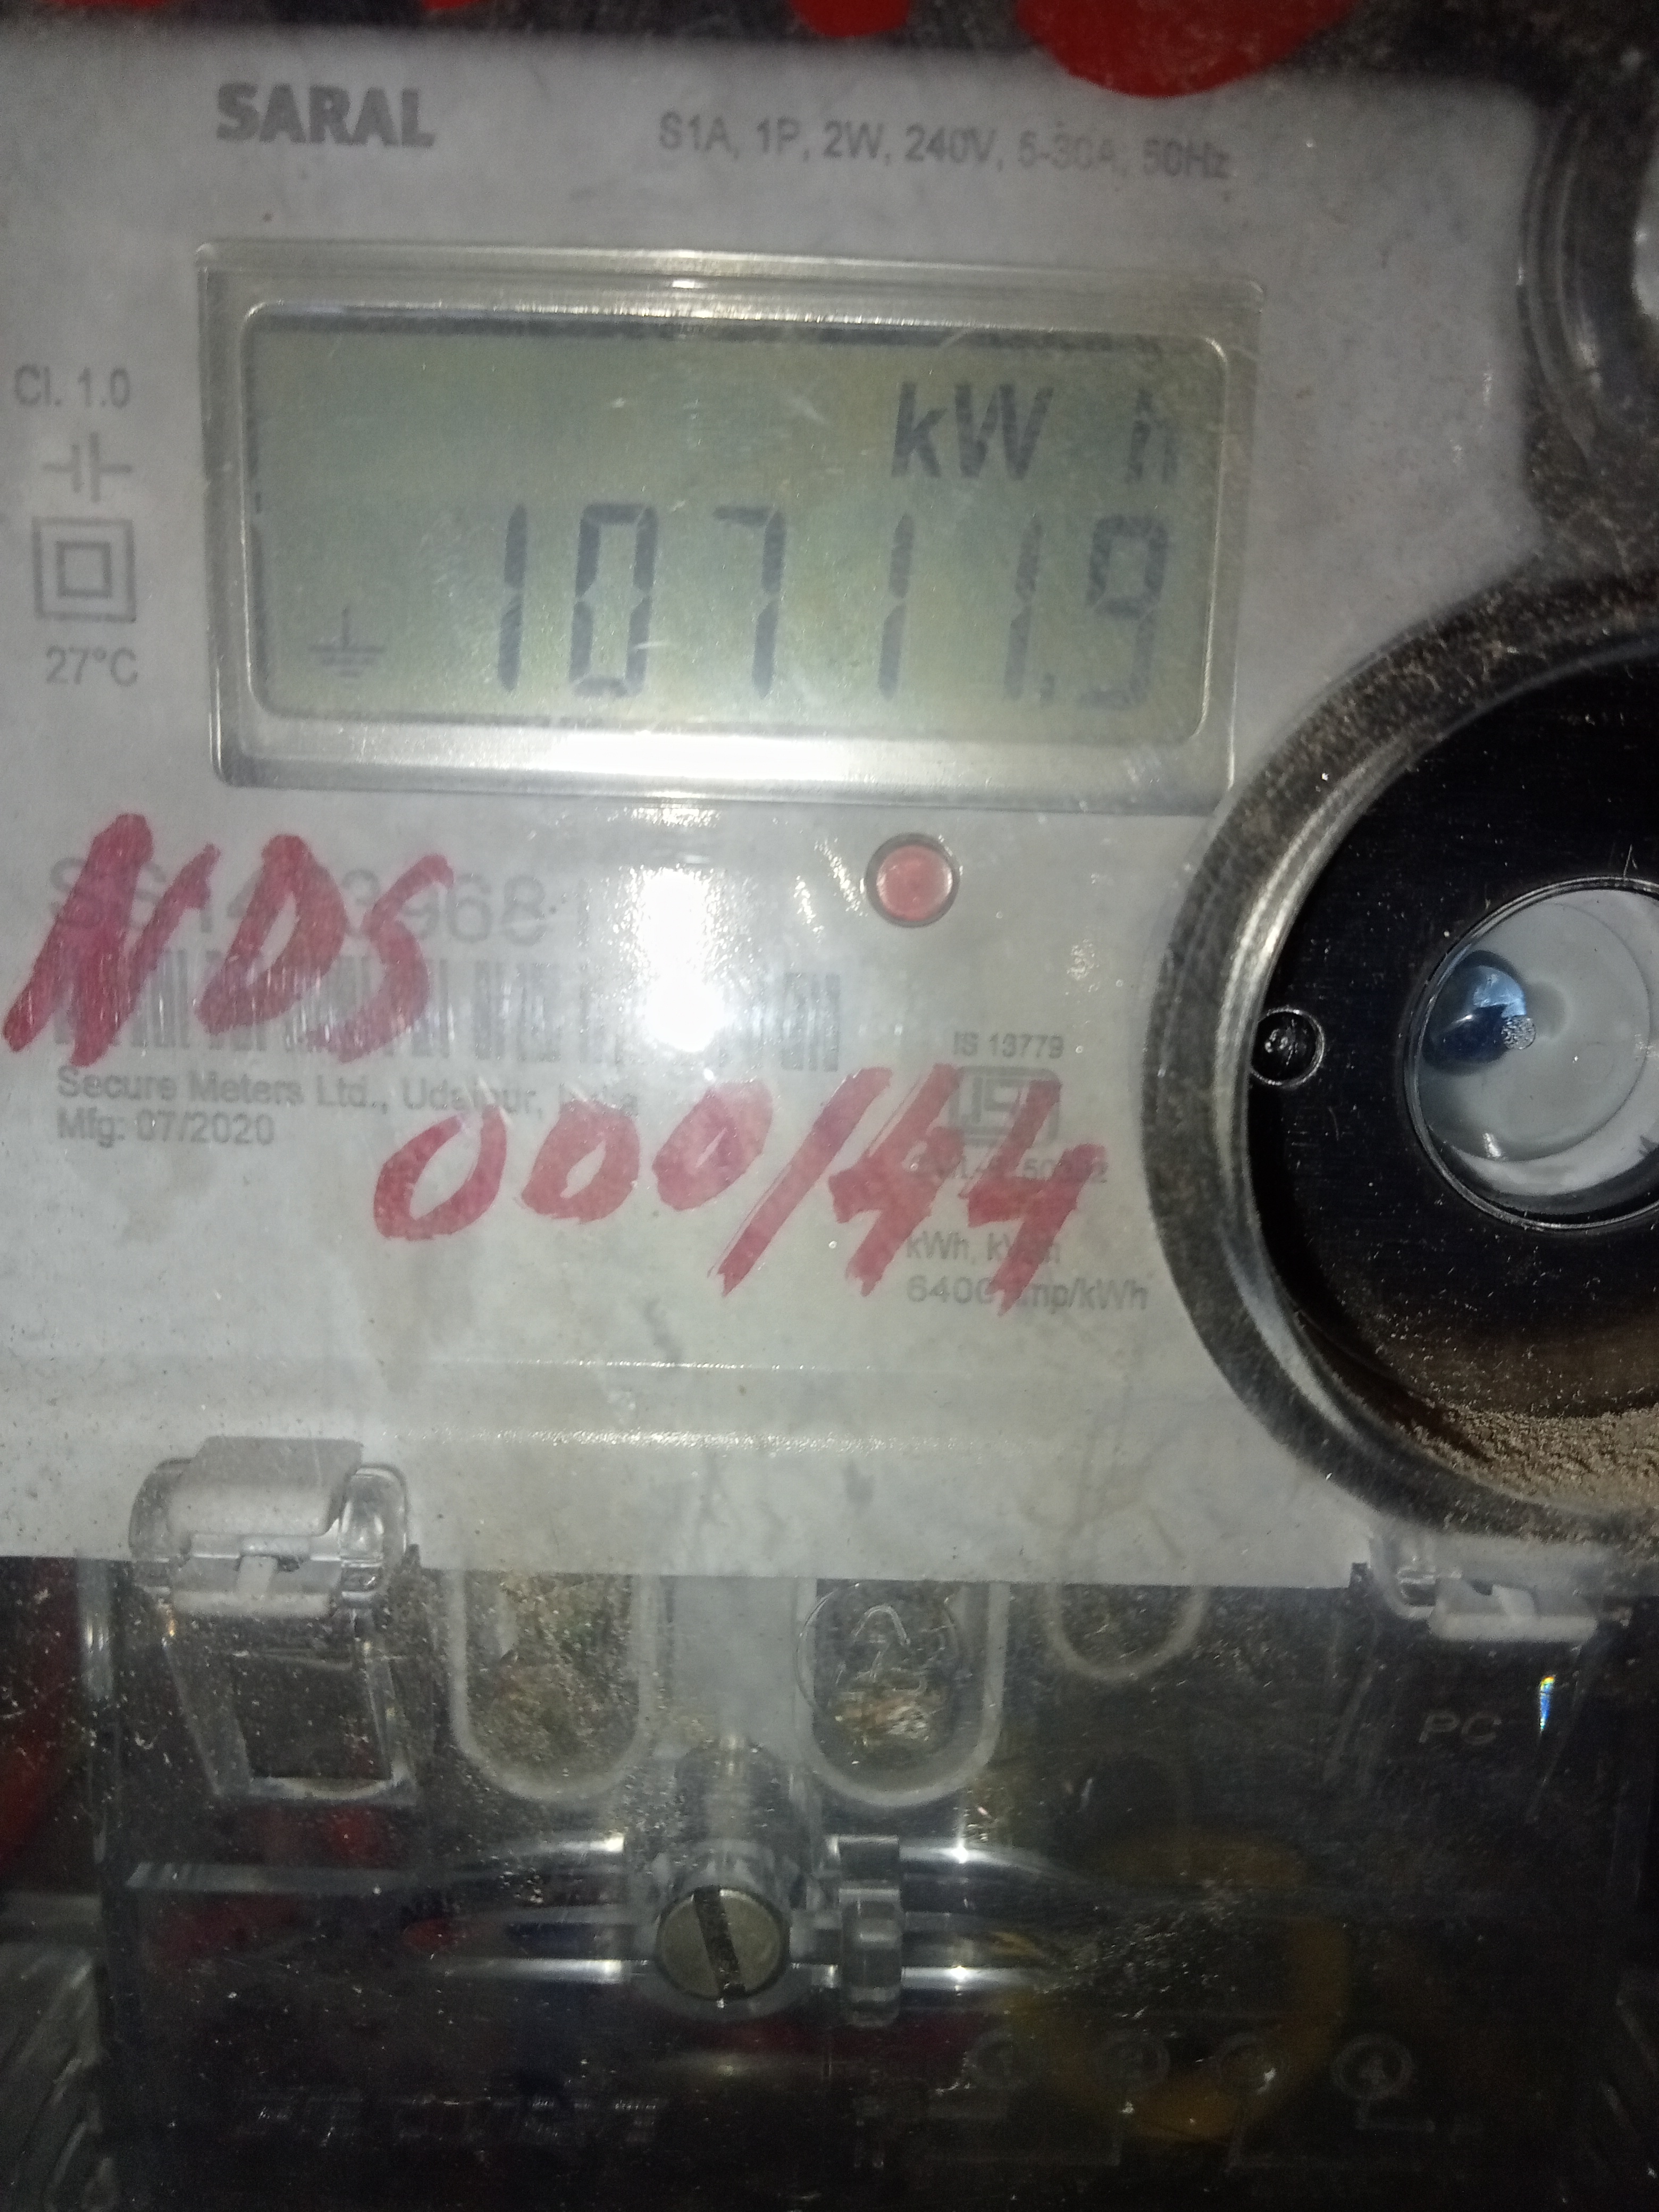 SARAL
S1A, 1P, 2W, 240V, 5-30A, 50Hz
Cl. 1.0
kW h
10711.9
27°C
NDS
Secure Meters Ltd., Udaipur, India
Mfg: 07/2020
IS 13779
000144
kWh,
imp/kWh
PC